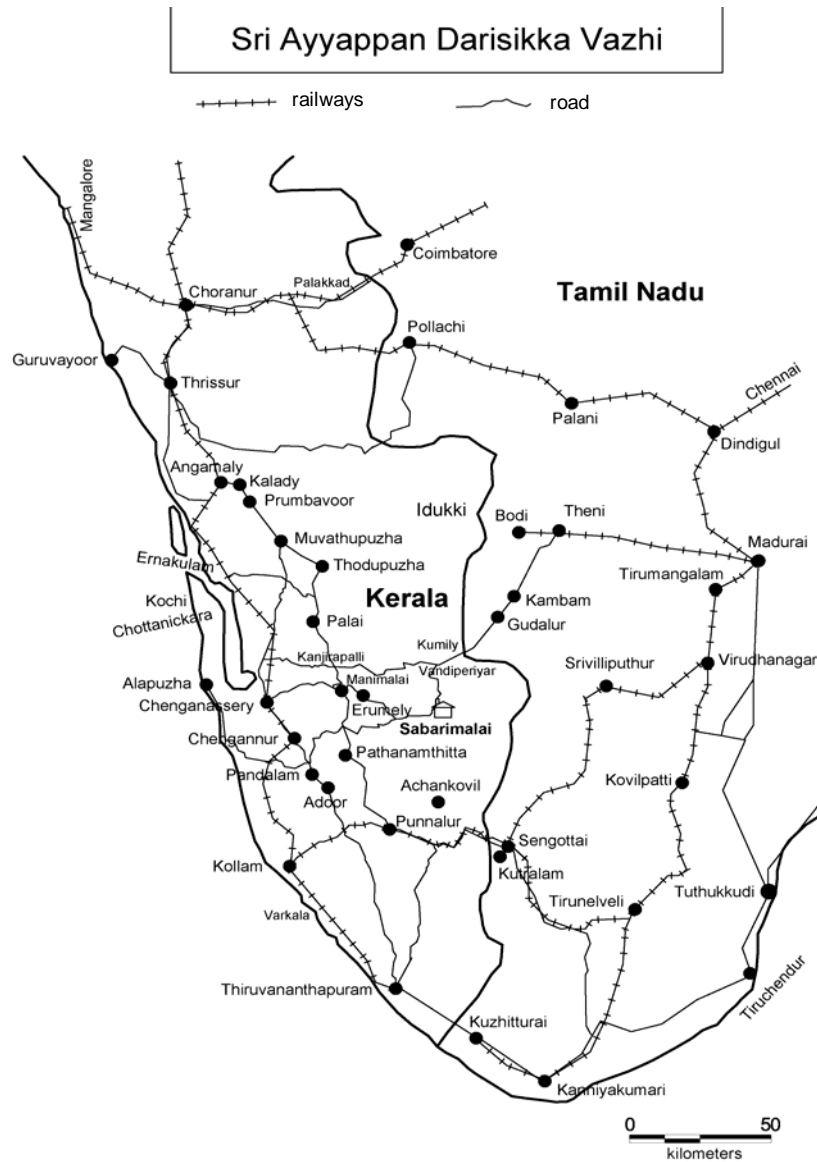 Sri Ayyappan Darisikka Vazhi
railways
road
Mangalore
Coimbatore
Palakkad
Choranur
Tamil Nadu
Pollachi
Guruvayoor
Thrissur
Chennai
Palani
Dindigul
Angamaly
Kalady
Prumbavoor
Idukki
Bodi
Theni
Muvathupuzha
Madurai
Ernakulam
Thodupuzha
Tirumangalam
Kerala
Kambam
Kochi
Chottanickara
Palai
Gudalur
Kumily
Kanjirapalli
Virudhanagar
Vandiperiyar
Srivilliputhur
Alapuzha
Manimalai
Chenganassery
Erumely
Sabarimalai
Chengannur
Pathanamthitta
Pandalam
Achankovil
Kovilpatti
Adoor
Punnalur
Sengottai
Kollam
Kutralam
Tirunelveli
Tuthukkudi
Varkala
Thiruvananthapuram
Tiruchendur
Kuzhitturai
Kanniyakumari
0 50
kilometers